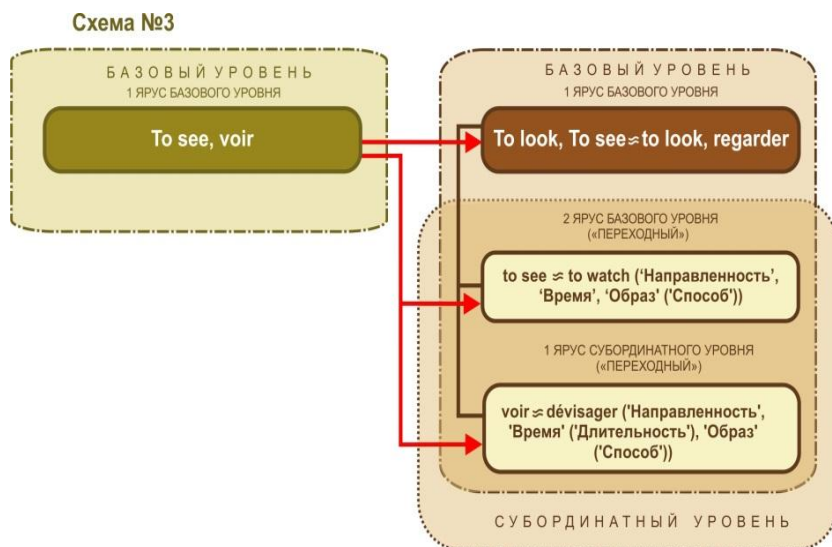 Схема №3
БАЗОВЫЙ УРОВЕНЬ
1 ЯРУС БАЗОВОГО УРОВНЯ
To see, voir
БАЗОВЫЙ УРОВЕНЬ
1 ЯРУС БАЗОВОГО УРОВНЯ
To look, To see≈to look, regarder
2 ЯРУС БАЗОВОГО УРОВНЯ
(«ПЕРЕХОДНЫЙ»)
to see ≈ to watch (‘Направленность’,
‘Время’, ‘Образ' ('Способ'))
1 ЯРУС СУБОРДИНАТНОГО УРОВНЯ
(«ПЕРЕХОДНЫЙ»)
voir ≈ dévisager ('Направленность',
'Время' ('Длительность'), 'Образ'
('Способ'))
СУБОРДИНАТНЫЙ УРОВЕНЬ